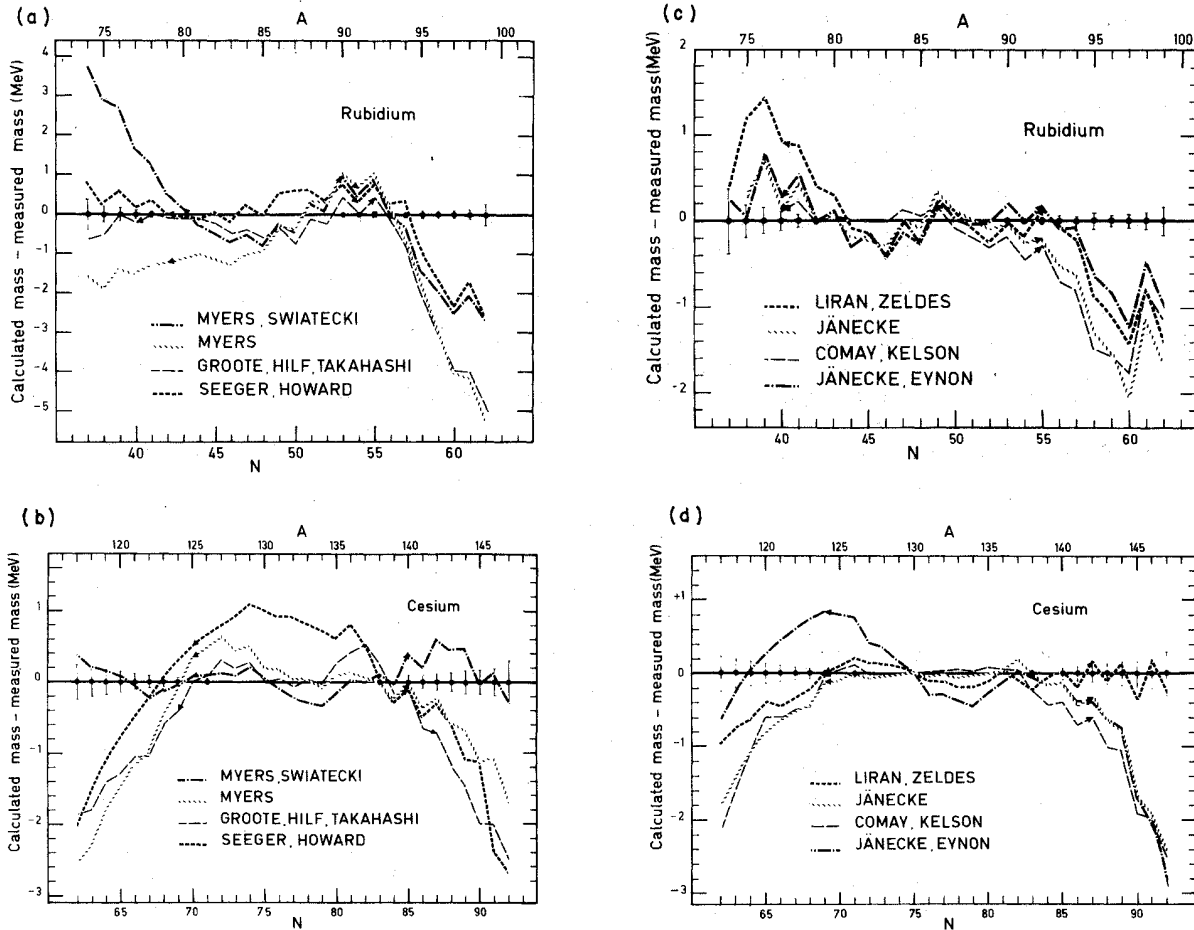 (a)
A
75 80 85 90 95 100
Calculated mass - measured mass (MeV)
4
3
2
1
0
-1
-2
-3
-4
-5
Rubidium
MYERS, SWIATECKI
MYERS
GROOTE, HILF, TAKAHASHI
SEEGER, HOWARD
40 45 50 55 60
N
(c)
A
75 80 85 90 95 100
Calculated mass - measured mass(MeV)
2
1
0
-1
-2
Rubidium
LIRAN, ZELDES
JÄNECKE
COMAY, KELSON
JÄNECKE, EYNON
40 45 50 55 60
N
(b)
A
120 125 130 135 140 145
Calculated mass - measured mass (MeV)
1
0
-1
-2
-3
Cesium
MYERS, SWIATECKI
MYERS
GROOTE, HILF, TAKAHASHI
SEEGER, HOWARD
65 70 75 80 85 90
N
(d)
A
120 125 130 135 140 145
Calculated mass - measured mass(MeV)
+1
0
-1
-2
-3
Cesium
LIRAN, ZELDES
JÄNECKE
COMAY, KELSON
JÄNECKE, EYNON
65 70 75 80 85 90
N